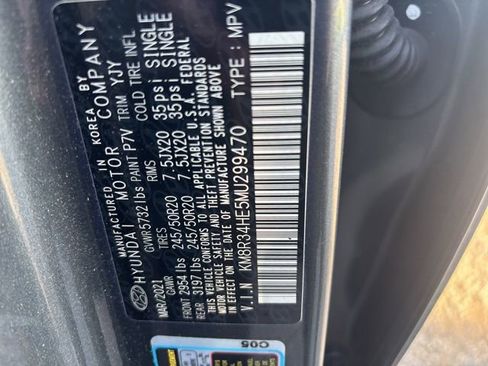 MANUFACTURED IN KOREA BY
HYUNDAI MOTOR COMPANY
GVWR 5732 lbs PAINT P7V TRIM YJY
MAR/2021 TIRES RIMS COLD TIRE INFL
GAWR
FRONT 2954 lbs 245/50R20 7.5JX20 35psi SINGLE
REAR 3197 lbs 245/50R20 7.5JX20 35psi SINGLE
THIS VEHICLE CONFORMS TO ALL APPLICABLE U.S.A. FEDERAL
MOTOR VEHICLE SAFETY AND THEFT PREVENTION STANDARDS
IN EFFECT ON THE DATE OF MANUFACTURE SHOWN ABOVE
V.I.N KM8R34HE5MU299470 TYPE : MPV
C05